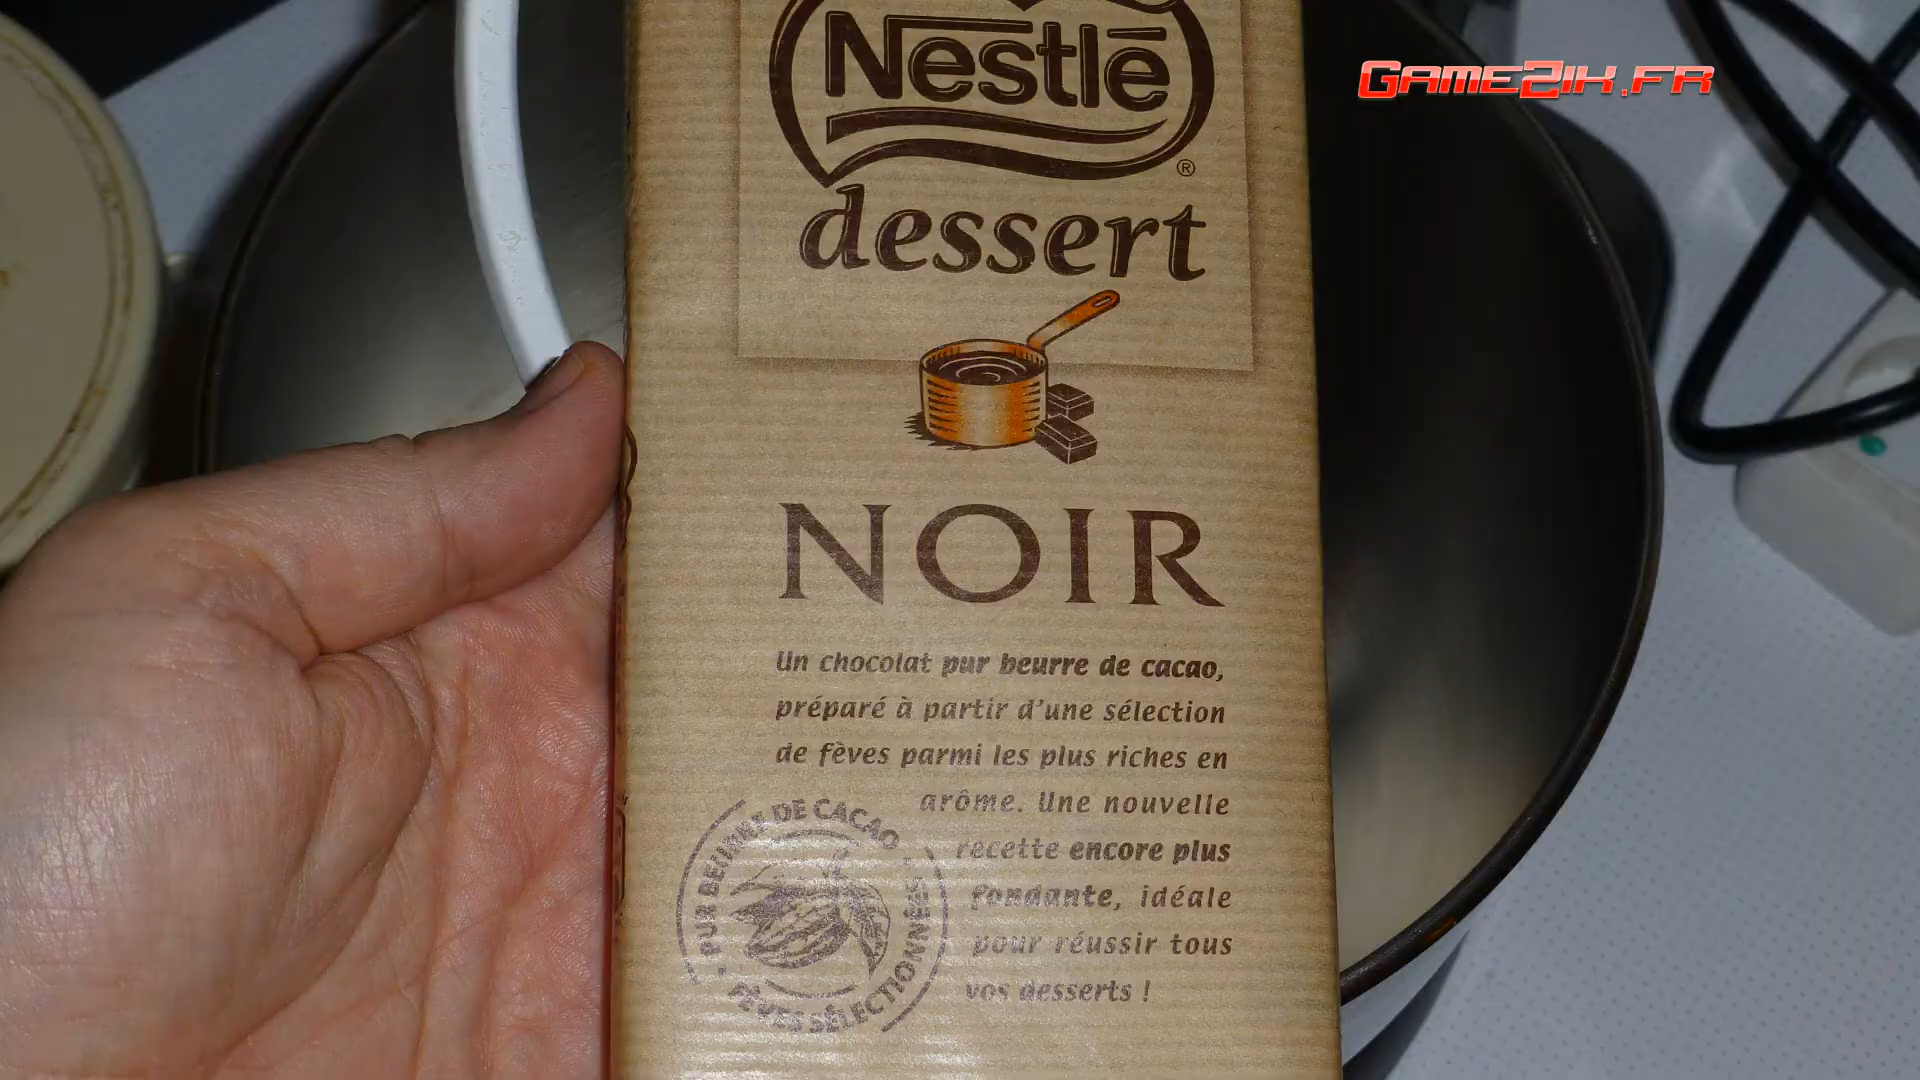 Nestlé
GameZik.fr
®
dessert
NOIR
Un chocolat pur beurre de cacao,
préparé à partir d'une sélection
de fèves parmi les plus riches en
arôme. Une nouvelle
recette encore plus
fondante, idéale
pour réussir tous
vos desserts !
PUR BEURRE DE CACAO
FÈVES SÉLECTIONNÉES